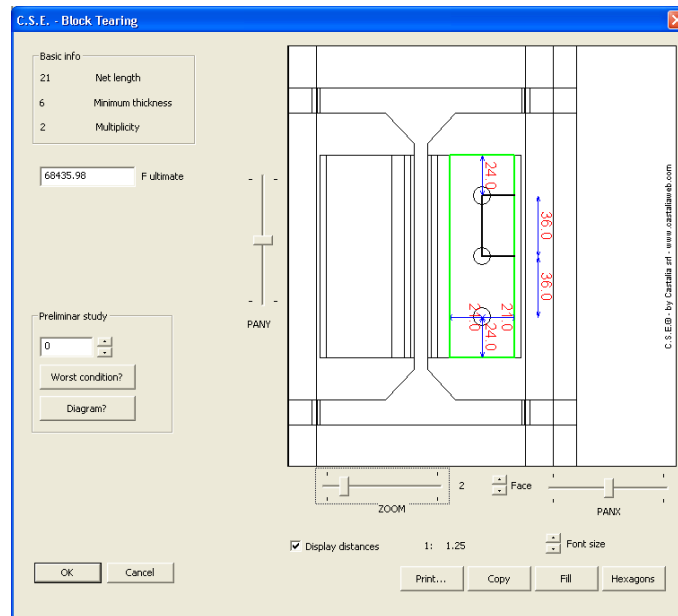 C.S.E. - Block Tearing
Basic info
21 Net length
6 Minimum thickness
2 Multiplicity
68435.98 F ultimate
PANY
Preliminar study
0
Worst condition?
Diagram?
24.0
36.0
36.0
21.0
24.0
C.S.E.® - by Castalia srl - www.castaliaweb.com
ZOOM
2 Face
PANX
Display distances 1: 1.25 Font size
OK Cancel
Print... Copy Fill Hexagons